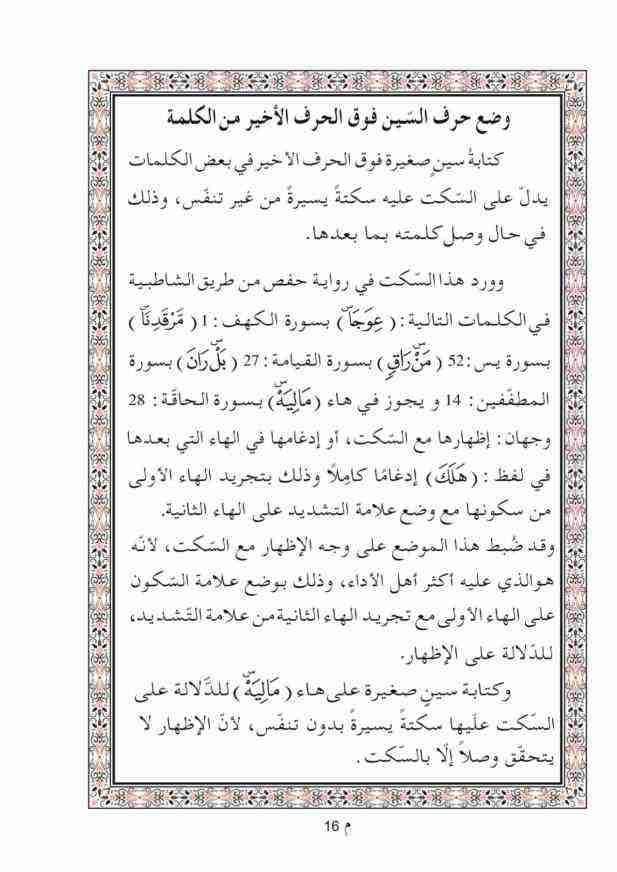 وضع حرف السّين فوق الحرف الأخير من الكلمة
كتابةُ سينٍ صغيرة فوق الحرف الأخير في بعض الكلمات
يدلّ على السّكت عليه سكتةً يسيرةً من غير تنفّس، وذلك
في حال وصل كلمته بما بعدها.
وورد هذا السّكت في رواية حفص من طريق الشاطبية
في الكلمات التالية: (عِوَجَاۜ) بسورة الكهف: 1 (مَّرْقَدِنَاۜ)
بسورة يس: 52 (مَنْۜ رَاقٍ) بسورة القيامة: 27 (بَلْۜ رَانَ) بسورة
المطفّفين: 14 و يجوز في هاء (مَالِيَهْۜ) بسورة الحاقّة: 28
وجهان: إظهارها مع السّكت، أو إدغامها في الهاء التي بعدها
في لفظ: (هَلَكَ) إدغامًا كامِلًا وذلك بتجريد الهاء الأولى
من سكونها مع وضع علامة التشديد على الهاء الثانية.
وقد ضُبط هذا الموضع على وجه الإظهار مع السّكت، لأنّه
هو الذي عليه أكثر أهل الأداء، وذلك بوضع علامة السّكون
على الهاء الأولى مع تجريد الهاء الثانية من علامة التّشديد،
للدّلالة على الإظهار.
وكتابة سينٍ صغيرة على هاء (مَالِيَهْۜ) للدَّلالة على
السّكت عليها سكتةً يسيرةً بدون تنفّس، لأنّ الإظهار لا
يتحقّق وصلاً إلّا بالسّكت.
م 16